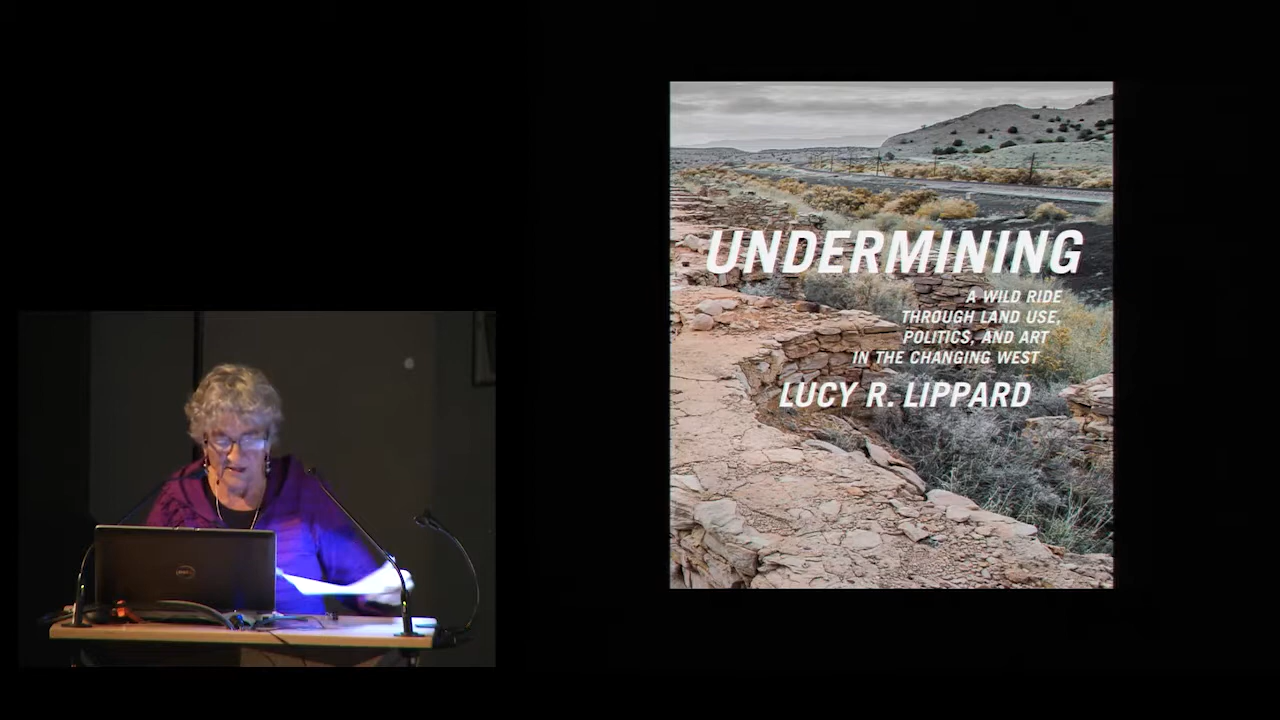 UNDERMINING
A WILD RIDE
THROUGH LAND USE,
POLITICS, AND ART
IN THE CHANGING WEST
LUCY R. LIPPARD